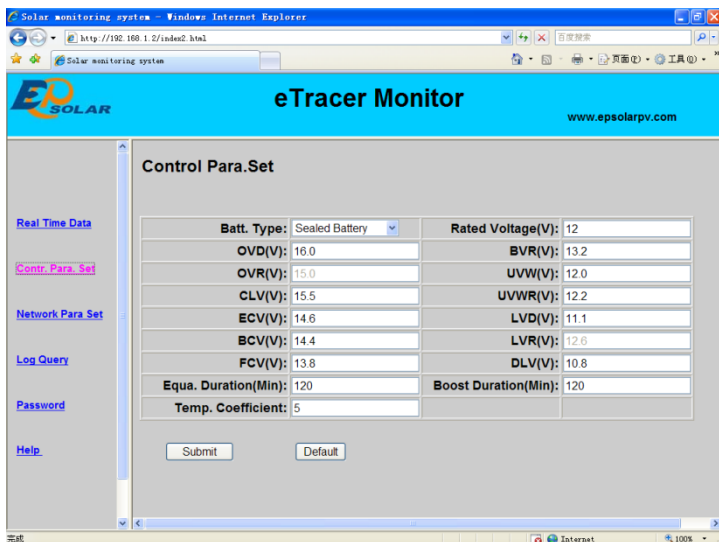 Solar monitoring system - Windows Internet Explorer
http://192.168.1.2/index2.html
百度搜索
Solar monitoring system
页面(P)
工具(O)
EP SOLAR
eTracer Monitor
www.epsolarpv.com
Control Para.Set
Real Time Data
Contr. Para. Set
Network Para Set
Log Query
Password
Help
Batt. Type: Sealed Battery Rated Voltage(V): 12
OVD(V): 16.0 BVR(V): 13.2
OVR(V): 15.0 UVW(V): 12.0
CLV(V): 15.5 UVWR(V): 12.2
ECV(V): 14.6 LVD(V): 11.1
BCV(V): 14.4 LVR(V): 12.6
FCV(V): 13.8 DLV(V): 10.8
Equa. Duration(Min): 120 Boost Duration(Min): 120
Temp. Coefficient: 5
Submit Default
完成
Internet
100%